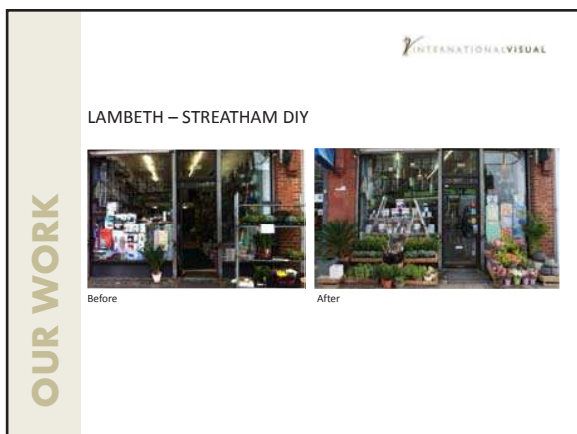 INTERNATIONALVISUAL
LAMBETH – STREATHAM DIY
OUR WORK
Before
After